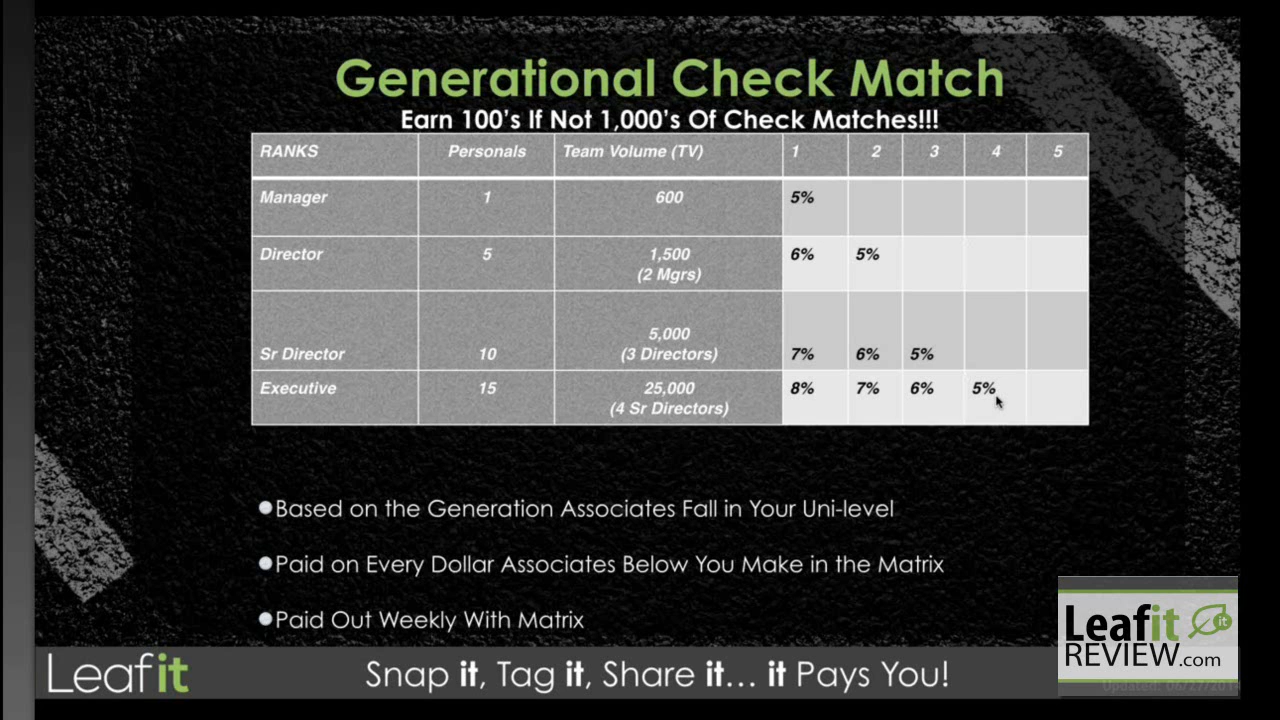 Generational Check Match
Earn 100's If Not 1,000's Of Check Matches!!!
RANKS Personals Team Volume (TV) 1 2 3 4 5
Manager 1 600 5%
Director 5 1,500 6% 5%
(2 Mgrs)
5,000
Sr Director 10 (3 Directors) 7% 6% 5%
Executive 15 25,000 8% 7% 6% 5%
(4 Sr Directors)
Based on the Generation Associates Fall in Your Uni-level
Paid on Every Dollar Associates Below You Make in the Matrix
Paid Out Weekly With Matrix
Leafit
REVIEW.com
it
Leafit
Snap it, Tag it, Share it... it Pays You!
Updated: